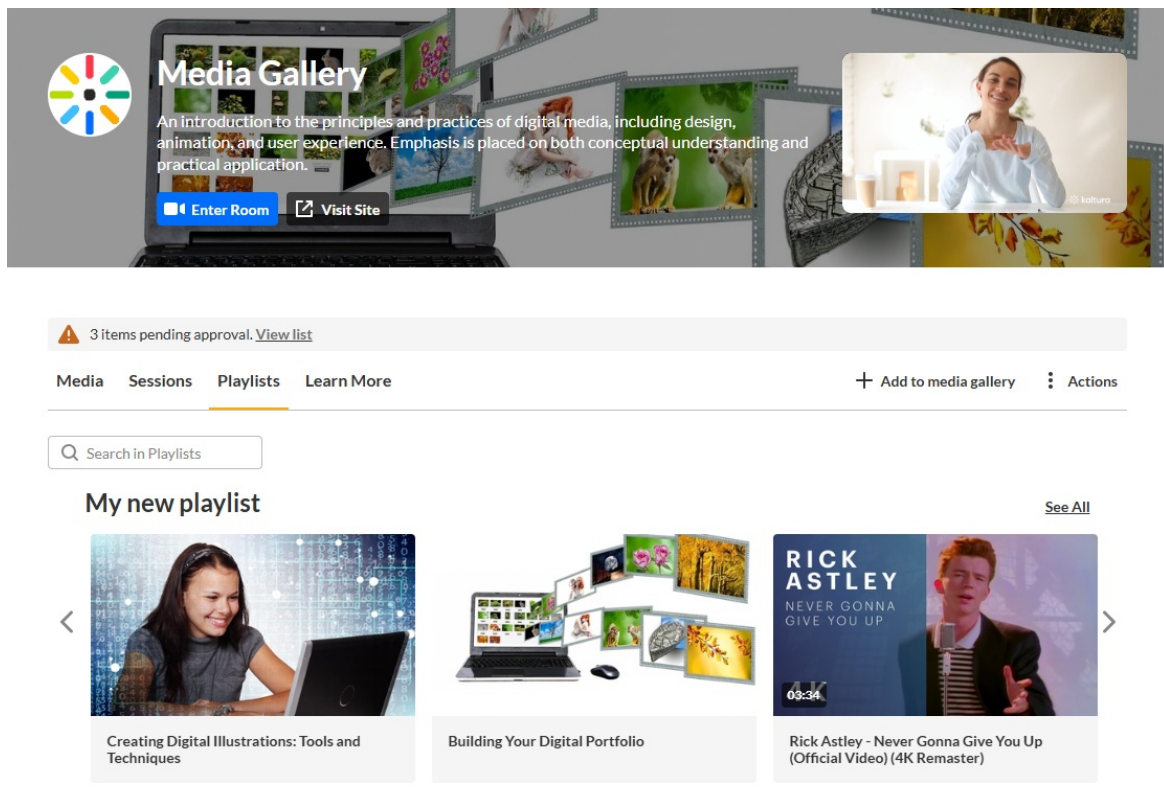 Media Gallery
An introduction to the principles and practices of digital media, including design,
animation, and user experience. Emphasis is placed on both conceptual understanding and
practical application.
Enter Room
Visit Site
kaltura
3 items pending approval. View list
Media
Sessions
Playlists
Learn More
Add to media gallery
Actions
Search in Playlists
My new playlist
See All
RICK
ASTLEY
NEVER GONNA
GIVE YOU UP
4K
03:34
Creating Digital Illustrations: Tools and
Techniques
Building Your Digital Portfolio
Rick Astley - Never Gonna Give You Up
(Official Video) (4K Remaster)